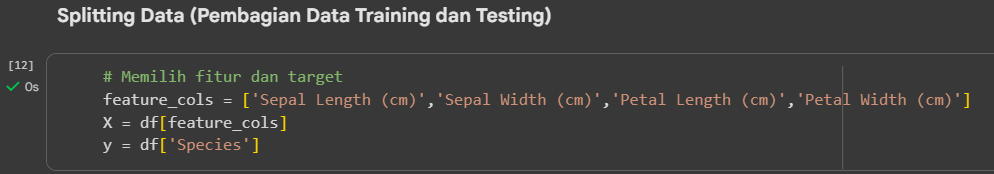 Splitting Data (Pembagian Data Training dan Testing)
[12]
0s
# Memilih fitur dan target
feature_cols = ['Sepal Length (cm)','Sepal Width (cm)','Petal Length (cm)','Petal Width (cm)']
X = df[feature_cols]
y = df['Species']